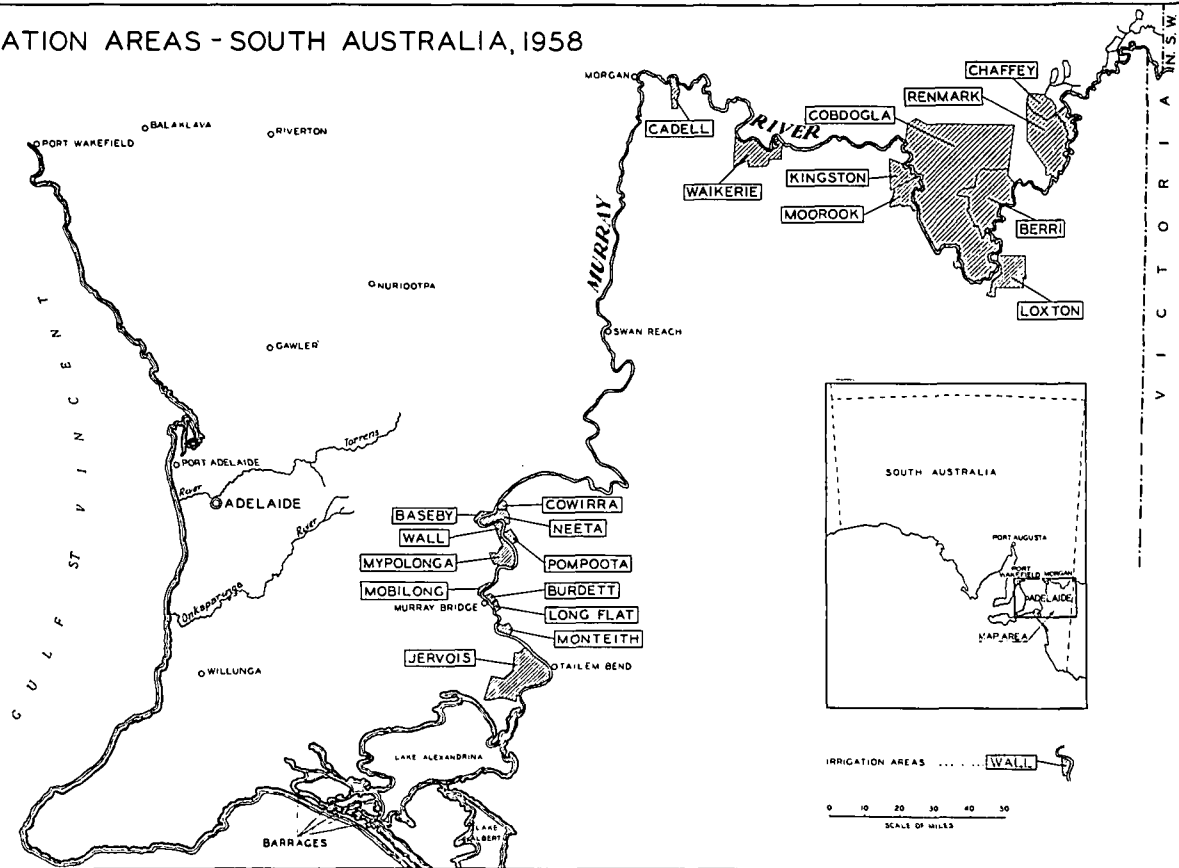 ATION AREAS - SOUTH AUSTRALIA, 1958
N.S.W.
MORGAN
CHAFFEY
RENMARK
COBDOGLA
CADELL
RIVER
BALAKLAVA
RIVERTON
PORT WAKEFIELD
WAIKERIE
KINGSTON
MOOROOK
BERRI
VICTORIA
MURRAY
NURIOOTPA
LOXTON
SWAN REACH
GAWLER
GULF ST VINCENT
Torrens
PORT ADELAIDE
River
ADELAIDE
River
Onkaparinga
COWIRRA
BASEBY
NEETA
WALL
MYPOLONGA
POMPOOTA
MOBILONG
BURDETT
MURRAY BRIDGE
LONG FLAT
MONTEITH
JERVOIS
TAILEM BEND
WILLUNGA
LAKE ALEXANDRINA
LAKE ALBERT
BARRAGES
SOUTH AUSTRALIA
PORT AUGUSTA
PORT WAKEFIELD
MORGAN
ADELAIDE
MAP AREA
IRRIGATION AREAS ...... WALL
0 10 20 30 40 50
SCALE OF MILES